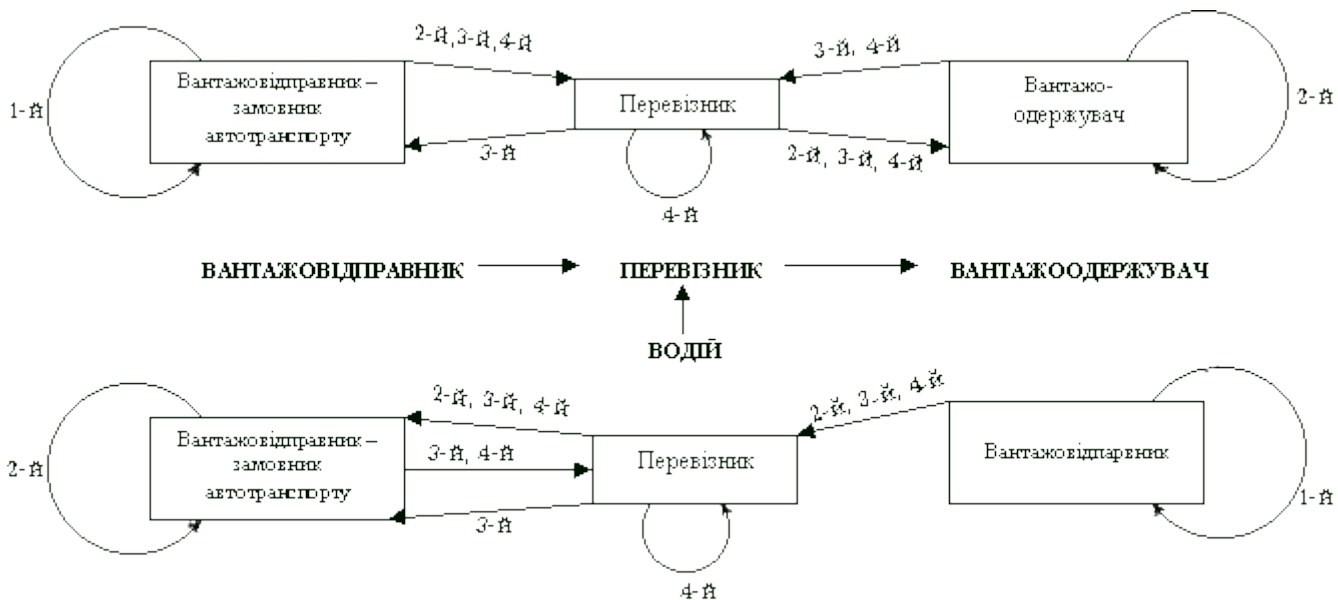 2-й,3-й,4-й
3-й, 4-й
1-й
Вантажовідправник –
замовник
автотранспорту
Перевізник
Вантажо-
одержувач
2-й
3-й
2-й, 3-й, 4-й
4-й
ВАНТАЖОВІДПРАВНИК
ПЕРЕВІЗНИК
ВАНТАЖООДЕРЖУВАЧ
ВОДІЙ
2-й, 3-й, 4-й
2-й, 3-й, 4-й
2-й
Вантажовідправник –
замовник
автотранспорту
3-й, 4-й
Перевізник
Вантажовідпарвник
1-й
3-й
4-й